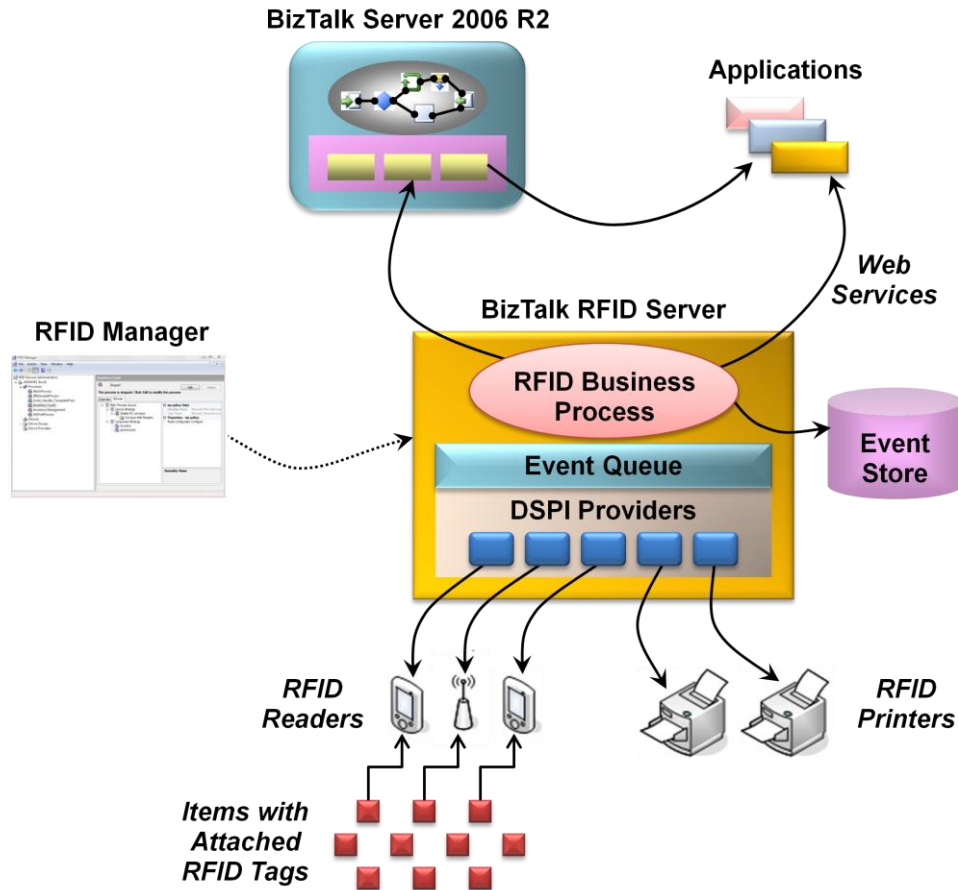 BizTalk Server 2006 R2
Applications
Web
Services
BizTalk RFID Server
RFID Manager
RFID Business
Process
Event Queue
Event
Store
DSPI Providers
RFID
Readers
RFID
Printers
Items with
Attached
RFID Tags